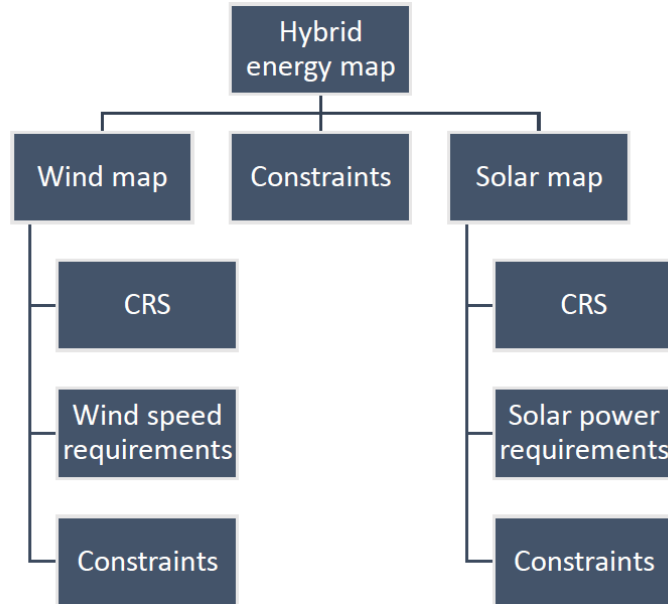 Hybrid
energy map
Wind map
Constraints
Solar map
CRS
CRS
Wind speed
requirements
Solar power
requirements
Constraints
Constraints